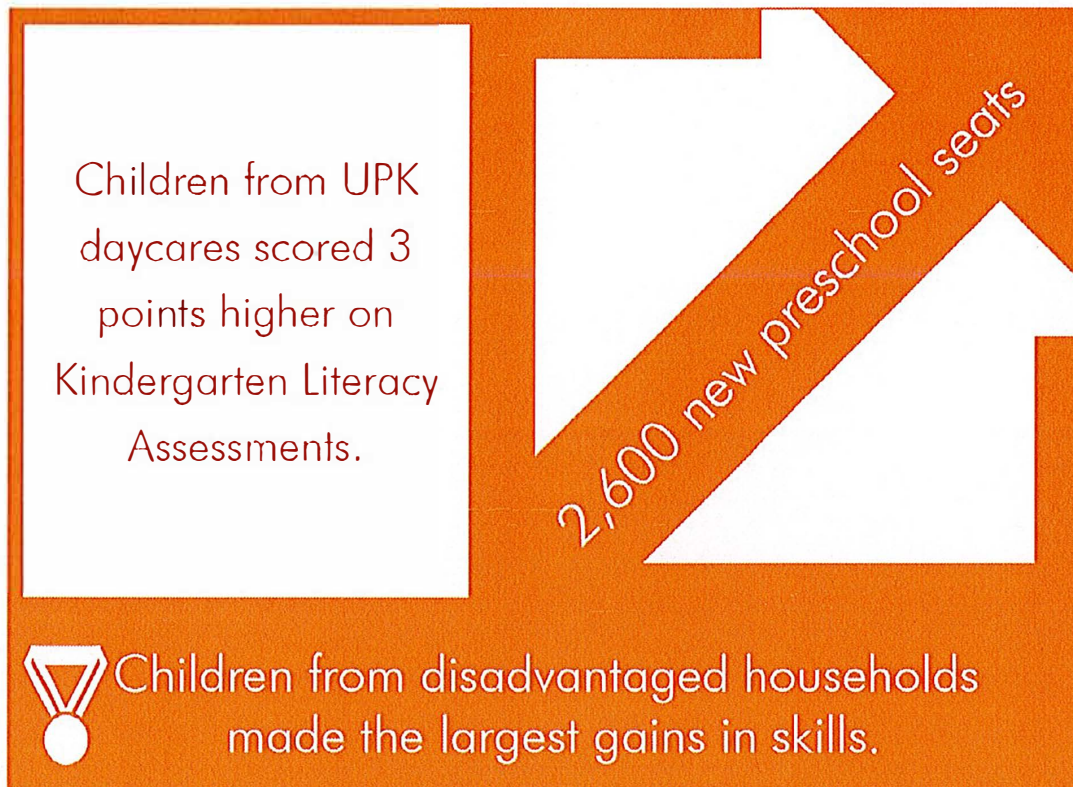 Children from UPK
daycares scored 3
points higher on
Kindergarten Literacy
Assessments.
2,600 new preschool seats
Children from disadvantaged households
made the largest gains in skills.